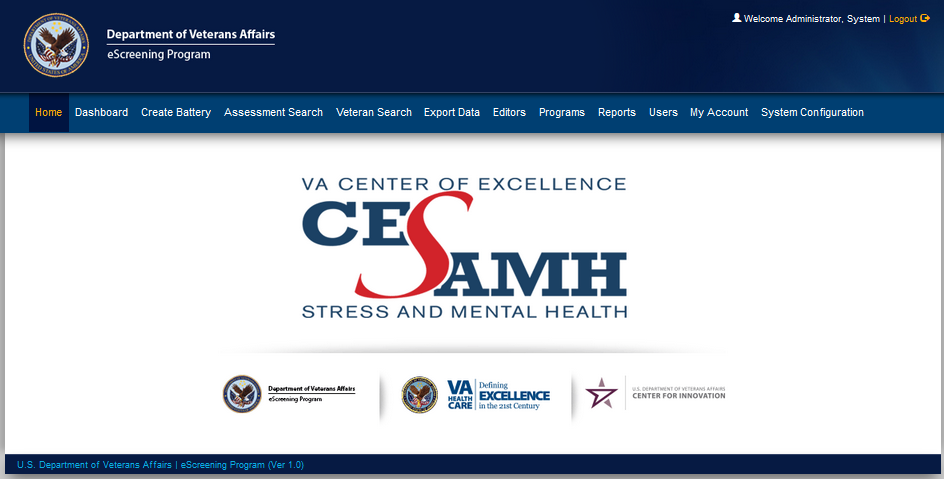 Department of Veterans Affairs
eScreening Program
Welcome Administrator, System | Logout
Home Dashboard Create Battery Assessment Search Veteran Search Export Data Editors Programs Reports Users My Account System Configuration
VA CENTER OF EXCELLENCE
CESAMH
STRESS AND MENTAL HEALTH
Department of Veterans Affairs
eScreening Program
VA
HEALTH
CARE
Defining
EXCELLENCE
in the 21st Century
U.S. DEPARTMENT OF VETERANS AFFAIRS
CENTER FOR INNOVATION
U.S. Department of Veterans Affairs | eScreening Program (Ver 1.0)